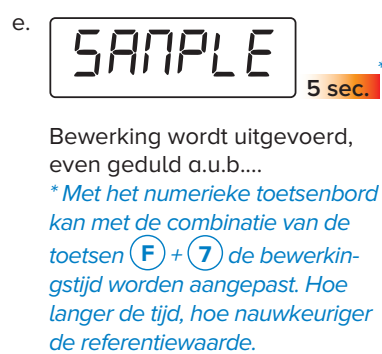 e.
SAMPLE
*
5 sec.
Bewerking wordt uitgevoerd,
even geduld a.u.b....
* Met het numerieke toetsenbord
kan met de combinatie van de
toetsen F + 7 de bewerkin-
gstijd worden aangepast. Hoe
langer de tijd, hoe nauwkeuriger
de referentiewaarde.